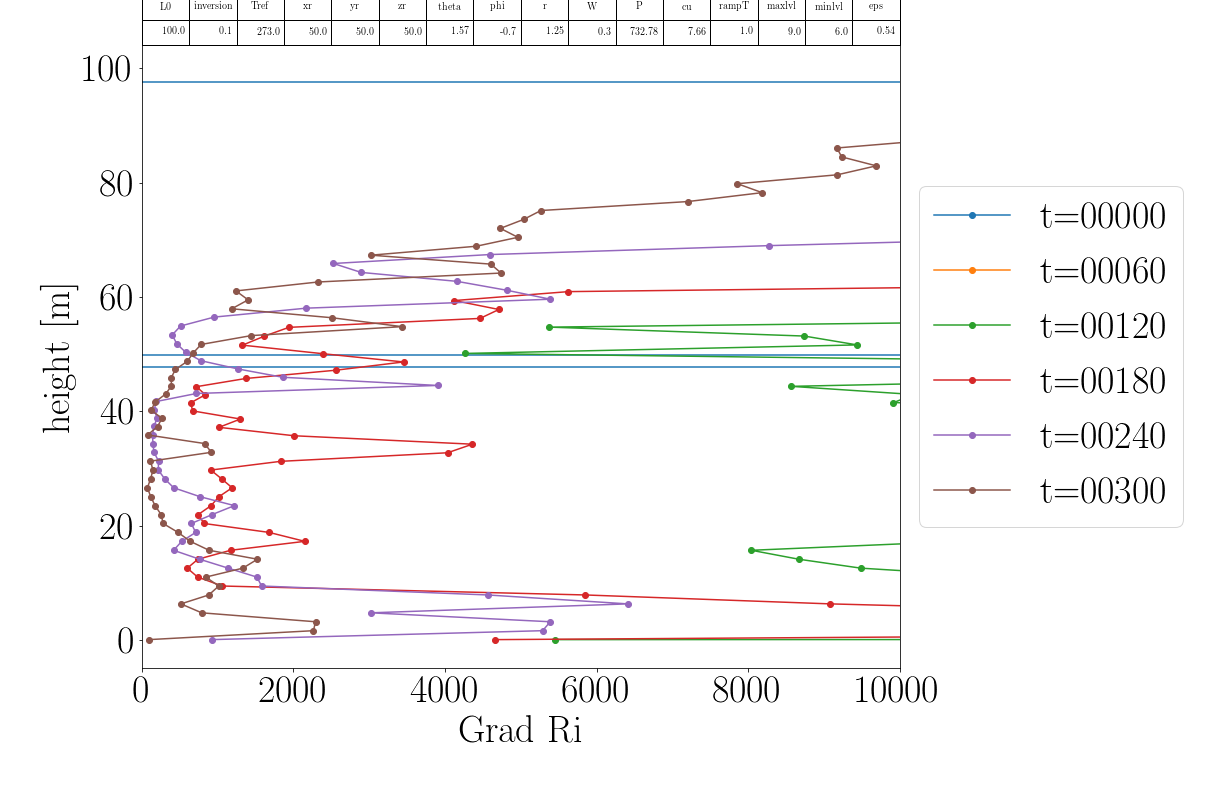 L0 inversion Tref xr yr zr theta phi r W P cu rampT maxlvl minlvl eps
100.0 0.1 273.0 50.0 50.0 50.0 1.57 -0.7 1.25 0.3 732.78 7.66 1.0 9.0 6.0 0.54
100
80
60
40
20
0
height [m]
0 2000 4000 6000 8000 10000
Grad Ri
t=00000
t=00060
t=00120
t=00180
t=00240
t=00300